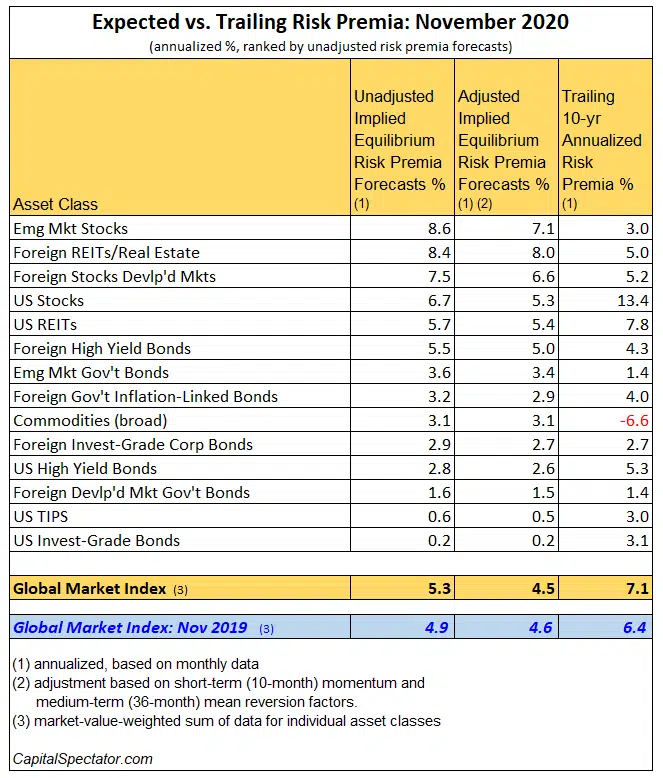 Expected vs. Trailing Risk Premia: November 2020
(annualized %, ranked by unadjusted risk premia forecasts)
Asset Class
Unadjusted
Implied
Equilibrium
Risk Premia
Forecasts %
(1)
Adjusted
Implied
Equilibrium
Risk Premia
Forecasts %
(1) (2)
Trailing
10-yr
Annualized
Risk
Premia %
(1)
Emg Mkt Stocks 8.6 7.1 3.0
Foreign REITs/Real Estate 8.4 8.0 5.0
Foreign Stocks Devlp'd Mkts 7.5 6.6 5.2
US Stocks 6.7 5.3 13.4
US REITs 5.7 5.4 7.8
Foreign High Yield Bonds 5.5 5.0 4.3
Emg Mkt Gov't Bonds 3.6 3.4 1.4
Foreign Gov't Inflation-Linked Bonds 3.2 2.9 4.0
Commodities (broad) 3.1 3.1 -6.6
Foreign Invest-Grade Corp Bonds 2.9 2.7 2.7
US High Yield Bonds 2.8 2.6 5.3
Foreign Devlp'd Mkt Gov't Bonds 1.6 1.5 1.4
US TIPS 0.6 0.5 3.0
US Invest-Grade Bonds 0.2 0.2 3.1
Global Market Index (3) 5.3 4.5 7.1
Global Market Index: Nov 2019 (3) 4.9 4.6 6.4
(1) annualized, based on monthly data
(2) adjustment based on short-term (10-month) momentum and
medium-term (36-month) mean reversion factors.
(3) market-value-weighted sum of data for individual asset classes
CapitalSpectator.com